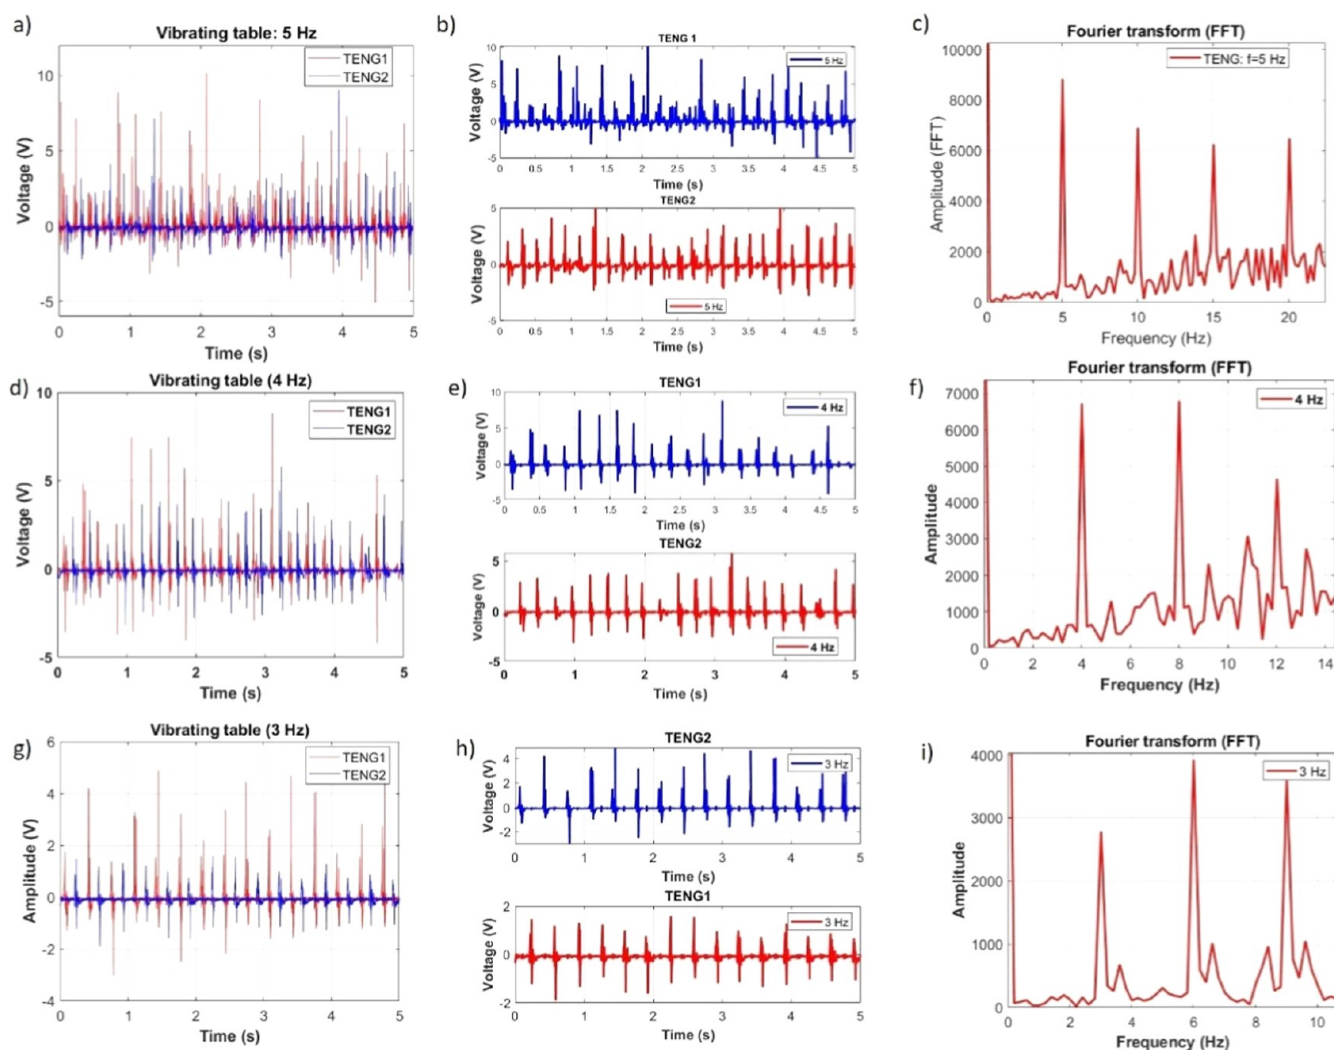 a)
Vibrating table: 5 Hz
TENG1
TENG2
10
5
0
-5
Voltage (V)
0 1 2 3 4 5
Time (s)
b)
TENG 1
5 Hz
10
5
0
-5
Voltage (V)
0 0.5 1 1.5 2 2.5 3 3.5 4 4.5 5
Time (s)
TENG2
5
0
-5
Voltage (V)
5 Hz
0 0.5 1 1.5 2 2.5 3 3.5 4 4.5 5
Time (s)
c)
Fourier transform (FFT)
TENG: f=5 Hz
10000
8000
6000
4000
2000
0
Amplitude (FFT)
0 5 10 15 20
Frequency (Hz)
d)
Vibrating table (4 Hz)
TENG1
TENG2
10
5
0
-5
Voltage (V)
0 1 2 3 4 5
Time (s)
e)
TENG1
4 Hz
10
5
0
-5
Voltage (V)
0 0.5 1 1.5 2 2.5 3 3.5 4 4.5 5
Time (s)
TENG2
5
0
-5
Voltage (V)
4 Hz
0 1 2 3 4 5
Time (s)
f)
Fourier transform (FFT)
4 Hz
7000
6000
5000
4000
3000
2000
1000
0
Amplitude
0 2 4 6 8 10 12 14
Frequency (Hz)
g)
Vibrating table (3 Hz)
TENG1
TENG2
6
4
2
0
-2
-4
Amplitude (V)
0 1 2 3 4 5
Time (s)
h)
TENG2
3 Hz
4
2
0
-2
Voltage (V)
0 1 2 3 4 5
Time (s)
TENG1
3 Hz
2
0
-2
Voltage (V)
0 1 2 3 4 5
Time (s)
i)
Fourier transform (FFT)
3 Hz
4000
3000
2000
1000
0
Amplitude
0 2 4 6 8 10
Frequency (Hz)